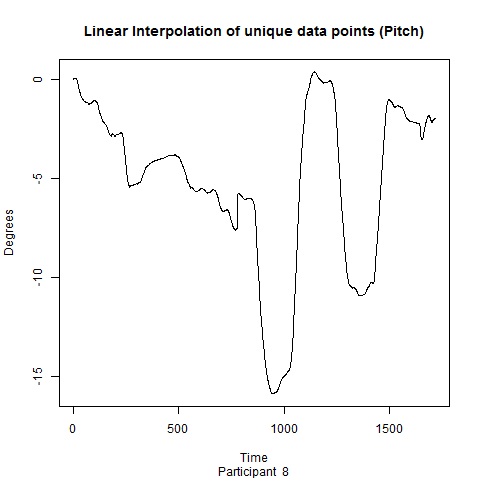 Linear Interpolation of unique data points (Pitch)
0
-5
-10
-15
Degrees
0 500 1000 1500
Time
Participant 8